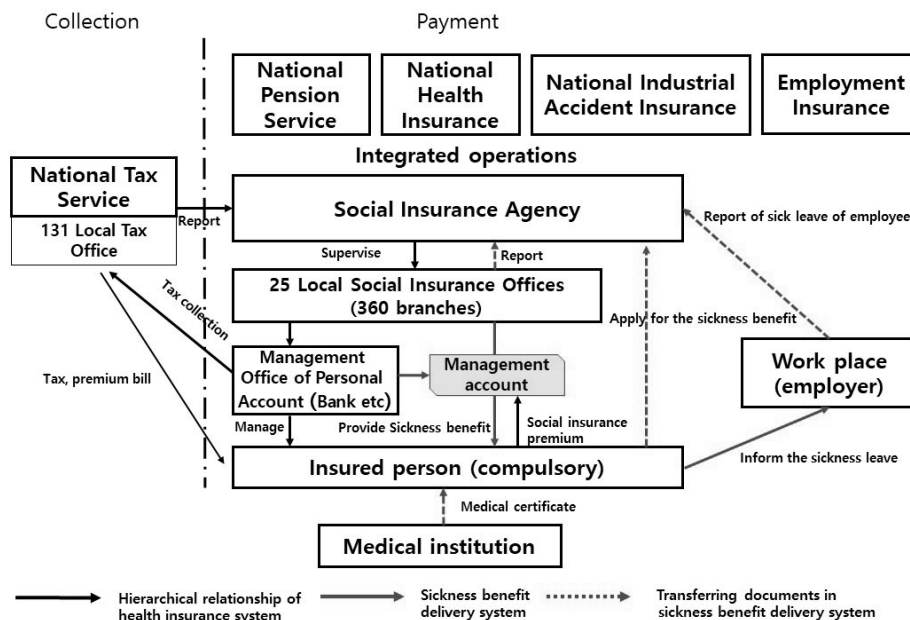 Collection
Payment
National
Pension
Service
National
Health
Insurance
National Industrial
Accident Insurance
Employment
Insurance
Integrated operations
National Tax
Service
131 Local Tax
Office
Report
Social Insurance Agency
Report of sick leave of employee
Supervise
Report
25 Local Social Insurance Offices
(360 branches)
Tax collection
Apply for the sickness benefit
Management
Office of Personal
Account (Bank etc)
Management
account
Work place
(employer)
Tax, premium bill
Manage
Provide Sickness benefit
Social insurance
premium
Insured person (compulsory)
Inform the sickness leave
Medical certificate
Medical institution
Hierarchical relationship of
health insurance system
Sickness benefit
delivery system
Transferring documents in
sickness benefit delivery system